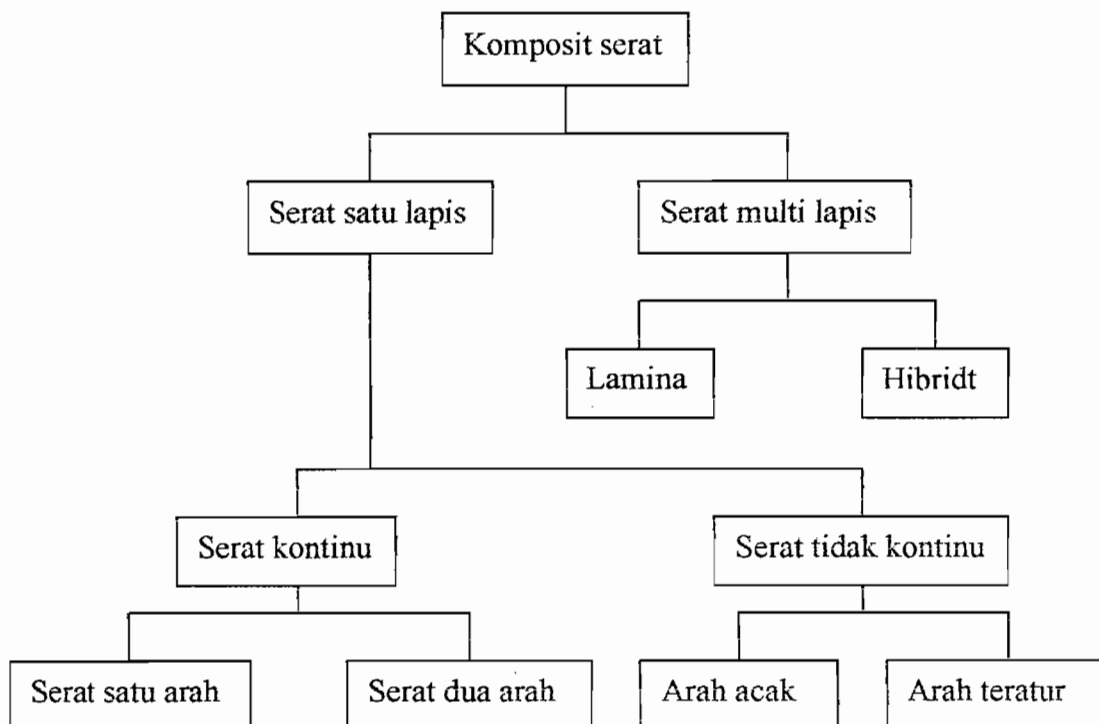 Komposit serat
Serat satu lapis
Serat multi lapis
Lamina
Hibridt
Serat kontinu
Serat tidak kontinu
Serat satu arah
Serat dua arah
Arah acak
Arah teratur